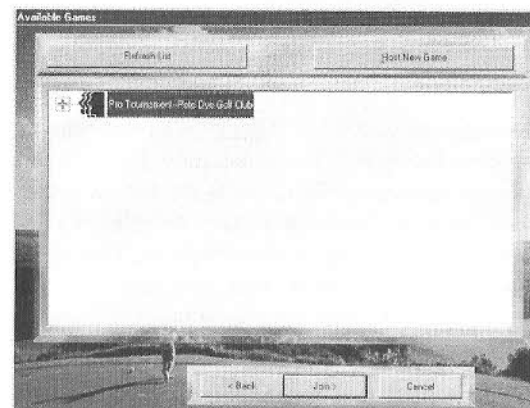 Available Games
Refresh List
Host New Game
Pro Tournament--Pete Dye Golf Club
< Back
Join >
Cancel